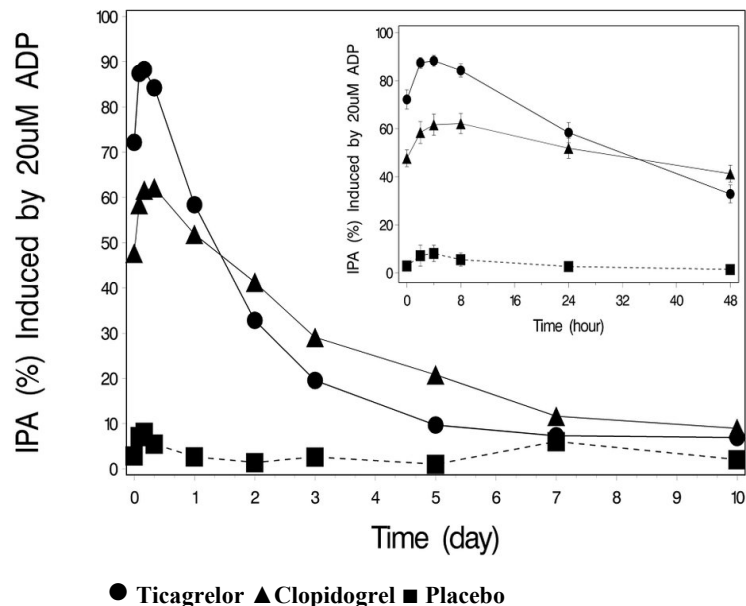 IPA (%) Induced by 20uM ADP
100
90
80
70
60
50
40
30
20
10
0
IPA (%) Induced by 20uM ADP
100
80
60
40
20
0
0 8 16 24 32 40 48
Time (hour)
0 1 2 3 4 5 6 7 8 9 10
Time (day)
● Ticagrelor ▲ Clopidogrel ■ Placebo